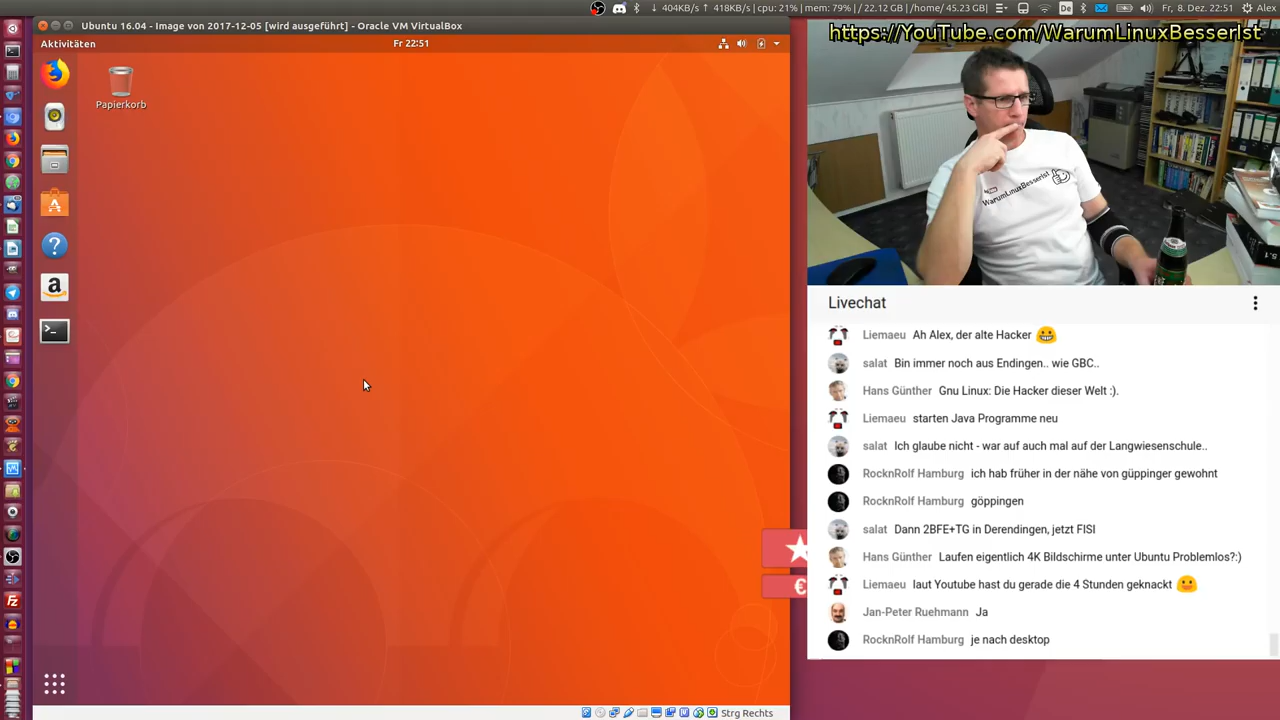 ↓ 404KB/s ↑ 418KB/s | cpu: 21% | mem: 79% | / 22.12 GB | home/ 45.23 GB
De
Fr, 8. Dez, 22:51
Alex
Ubuntu 16.04 - Image von 2017-12-05 [wird ausgeführt] - Oracle VM VirtualBox
https://YouTube.com/WarumLinuxBesserIst
Aktivitäten
Fr 22:51
Papierkorb
WarumLinuxBesserIst
5.1
Livechat
Liemaeu Ah Alex, der alte Hacker
salat Bin immer noch aus Endingen.. wie GBC..
Hans Günther Gnu Linux: Die Hacker dieser Welt :).
Liemaeu starten Java Programme neu
salat Ich glaube nicht - war auf auch mal auf der Langwiesenschule..
RocknRolf Hamburg ich hab früher in der nähe von güppinger gewohnt
RocknRolf Hamburg göppingen
salat Dann 2BFE+TG in Derendingen, jetzt FISI
Hans Günther Laufen eigentlich 4K Bildschirme unter Ubuntu Problemlos?:)
Liemaeu laut Youtube hast du gerade die 4 Stunden geknackt
Jan-Peter Ruehmann Ja
RocknRolf Hamburg je nach desktop
Strg Rechts